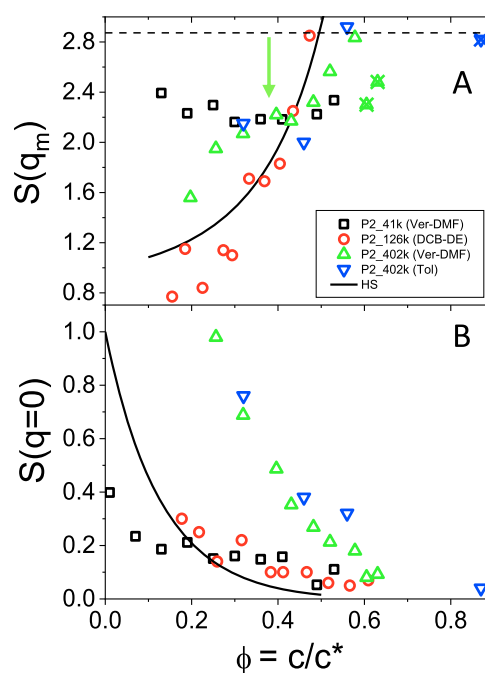 2.8
2.4
2.0
1.6
1.2
0.8
S(qm)
A
P2_41k (Ver-DMF)
P2_126k (DCB-DE)
P2_402k (Ver-DMF)
P2_402k (Tol)
HS
1.0
0.8
0.6
0.4
0.2
0.0
S(q=0)
B
0.0 0.2 0.4 0.6 0.8
ϕ = c/c*